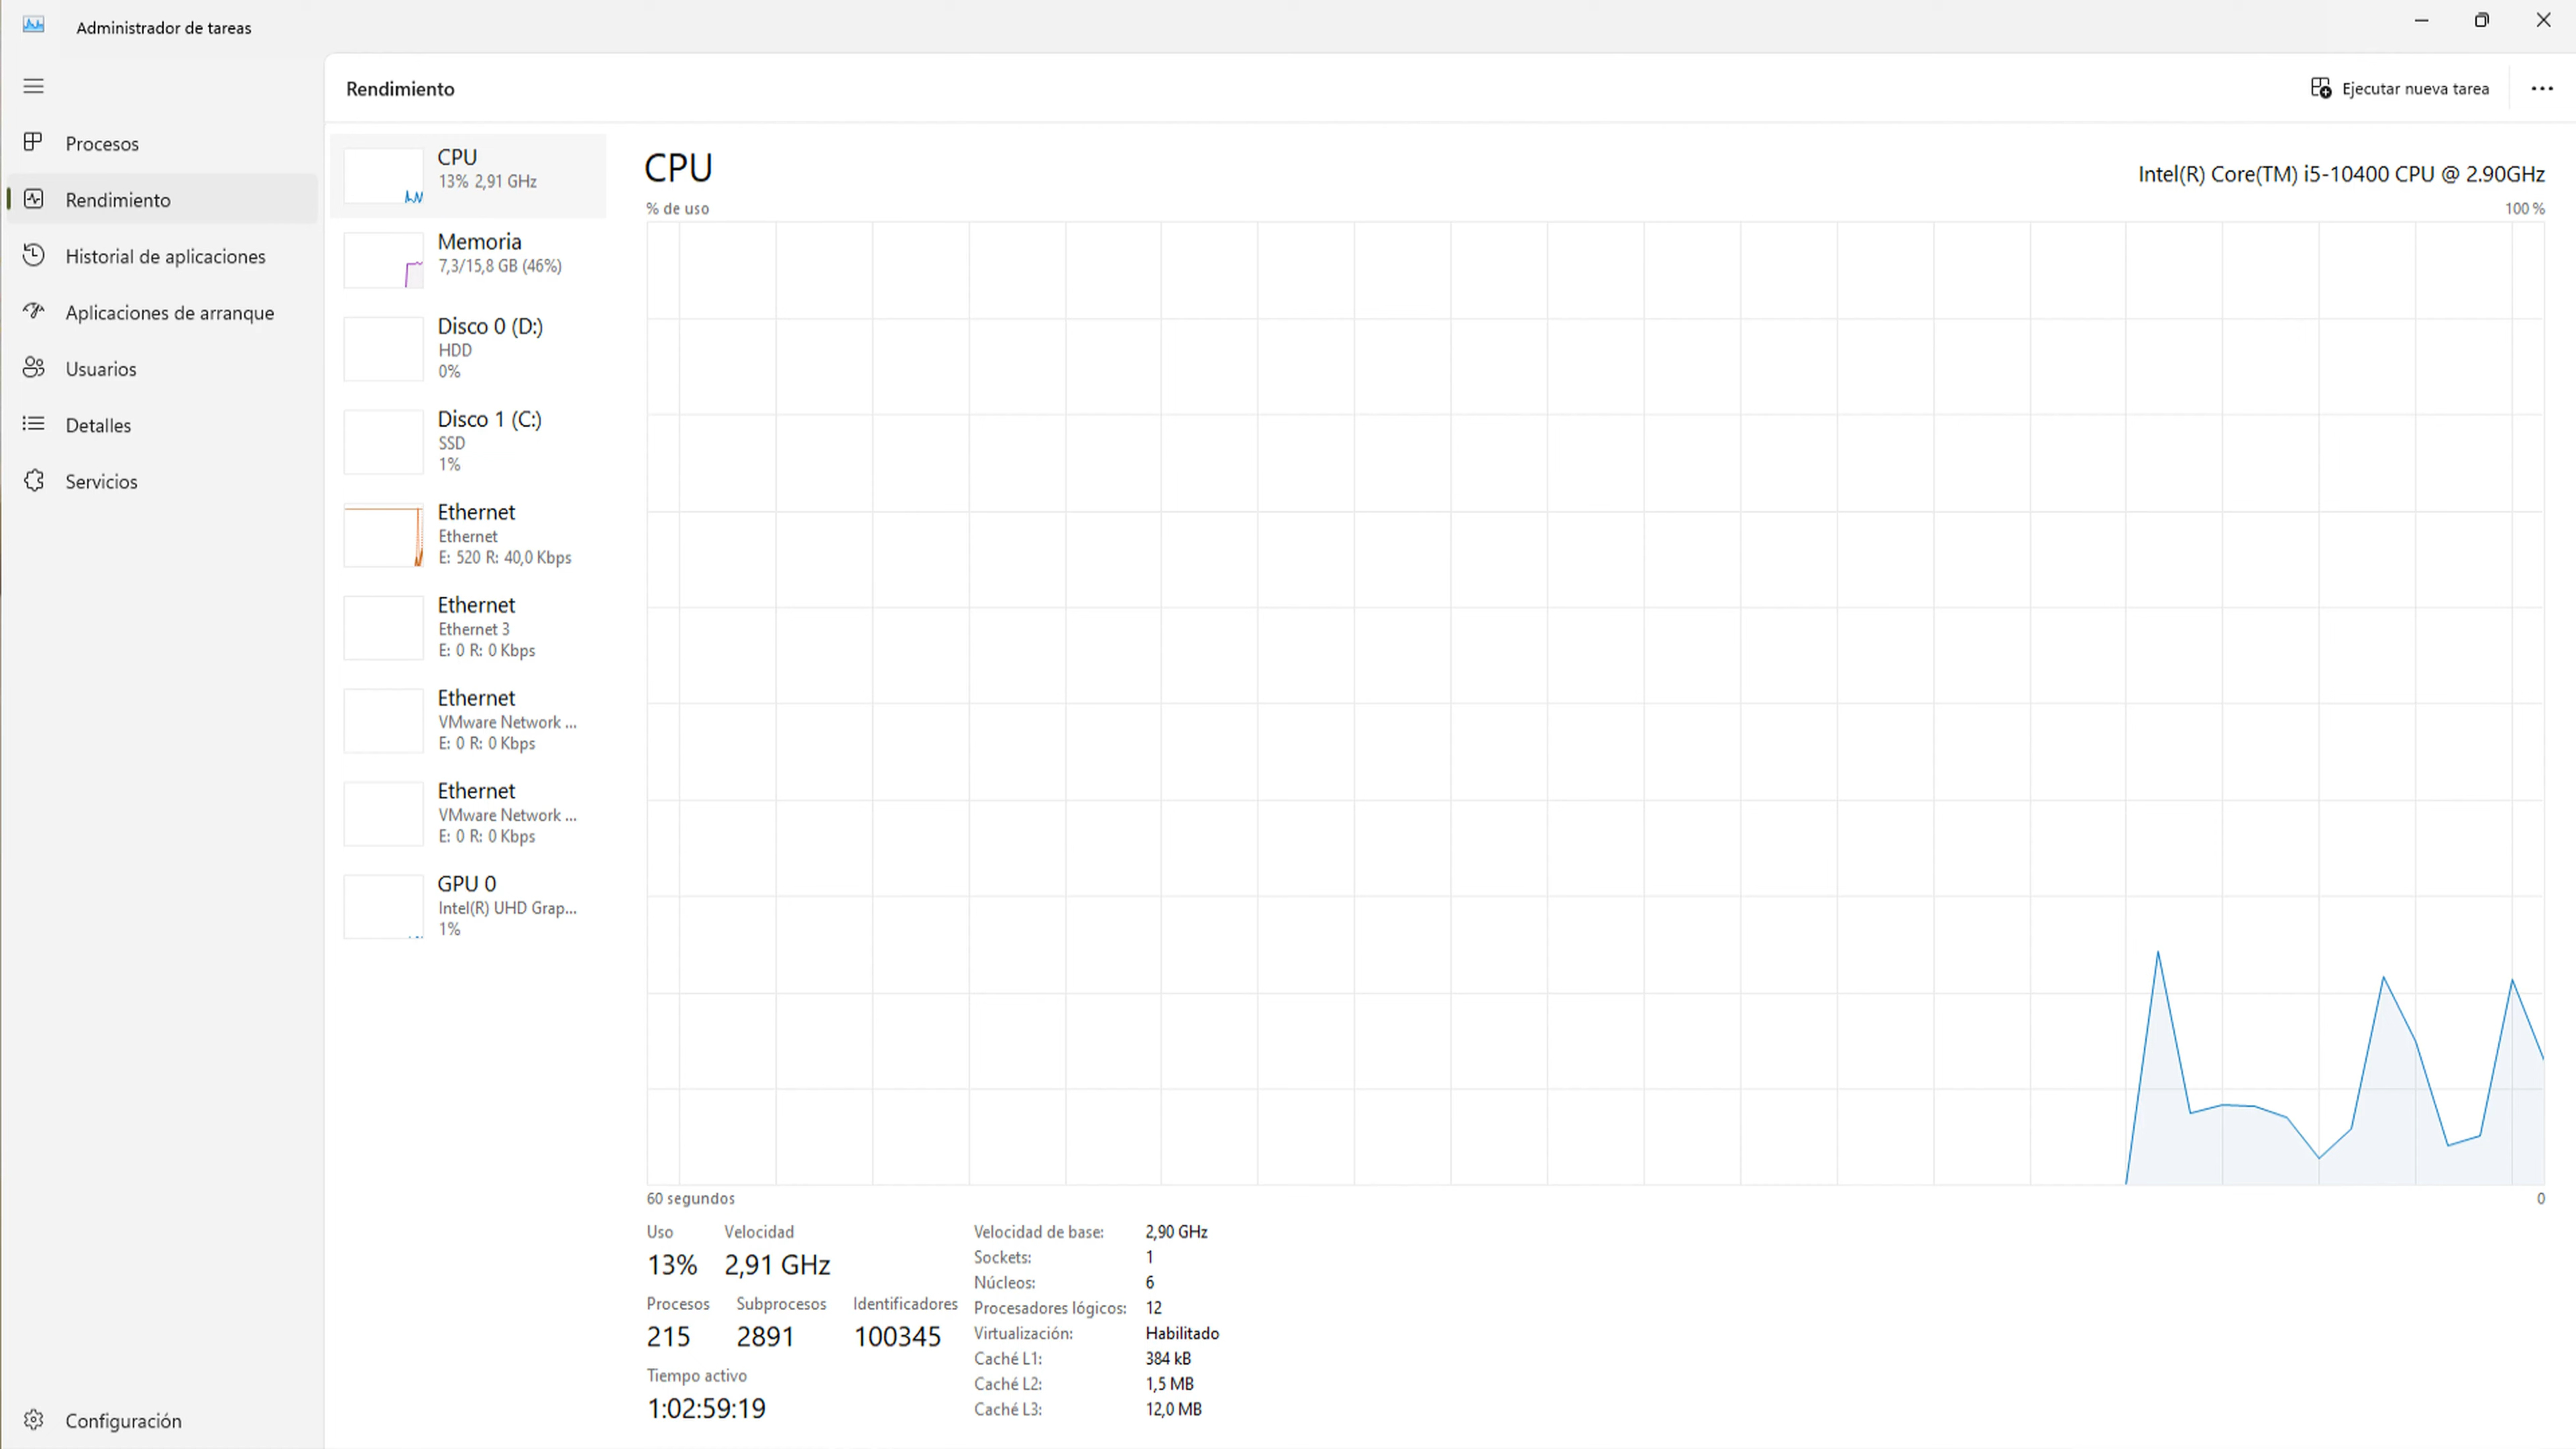 Administrador de tareas
Rendimiento
Ejecutar nueva tarea
Procesos
Rendimiento
Historial de aplicaciones
Aplicaciones de arranque
Usuarios
Detalles
Servicios
Configuración
CPU
13% 2,91 GHz
Memoria
7,3/15,8 GB (46%)
Disco 0 (D:)
HDD
0%
Disco 1 (C:)
SSD
1%
Ethernet
Ethernet
E: 520 R: 40,0 Kbps
Ethernet
Ethernet 3
E: 0 R: 0 Kbps
Ethernet
VMware Network ...
E: 0 R: 0 Kbps
Ethernet
VMware Network ...
E: 0 R: 0 Kbps
GPU 0
Intel(R) UHD Grap...
1%
CPU
Intel(R) Core(TM) i5-10400 CPU @ 2.90GHz
% de uso
100 %
60 segundos
0
Uso
13%
Velocidad
2,91 GHz
Procesos
215
Subprocesos
2891
Identificadores
100345
Tiempo activo
1:02:59:19
Velocidad de base: 2,90 GHz
Sockets: 1
Núcleos: 6
Procesadores lógicos: 12
Virtualización: Habilitado
Caché L1: 384 kB
Caché L2: 1,5 MB
Caché L3: 12,0 MB